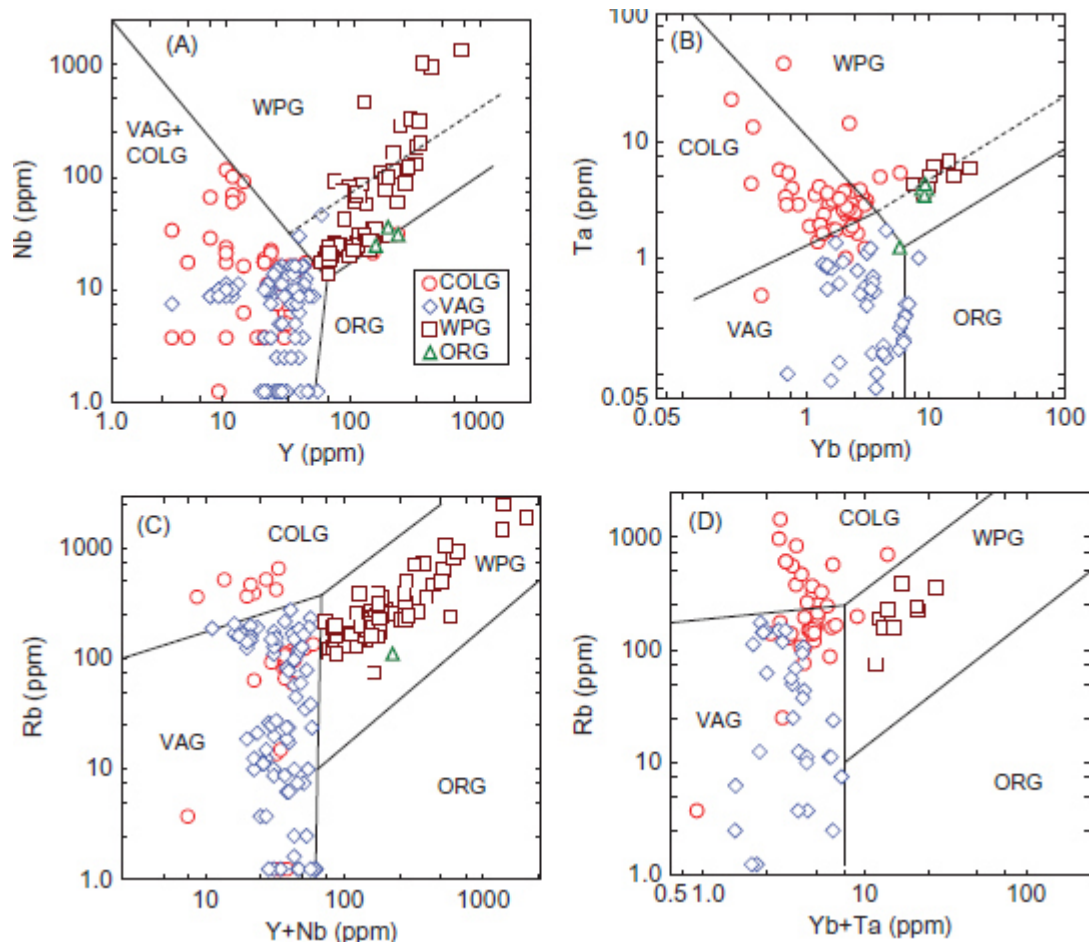 (A)
1000
100
10
1.0
Nb (ppm)
WPG
VAG+
COLG
ORG
COLG
VAG
WPG
ORG
1.0
10
100
1000
Y (ppm)
(B)
100
10
1
0.05
Ta (ppm)
WPG
COLG
VAG
ORG
0.05
1
10
100
Yb (ppm)
(C)
1000
100
10
1.0
Rb (ppm)
COLG
WPG
VAG
ORG
10
100
1000
Y+Nb (ppm)
(D)
1000
100
10
1.0
Rb (ppm)
COLG
WPG
VAG
ORG
0.5 1.0
10
100
Yb+Ta (ppm)